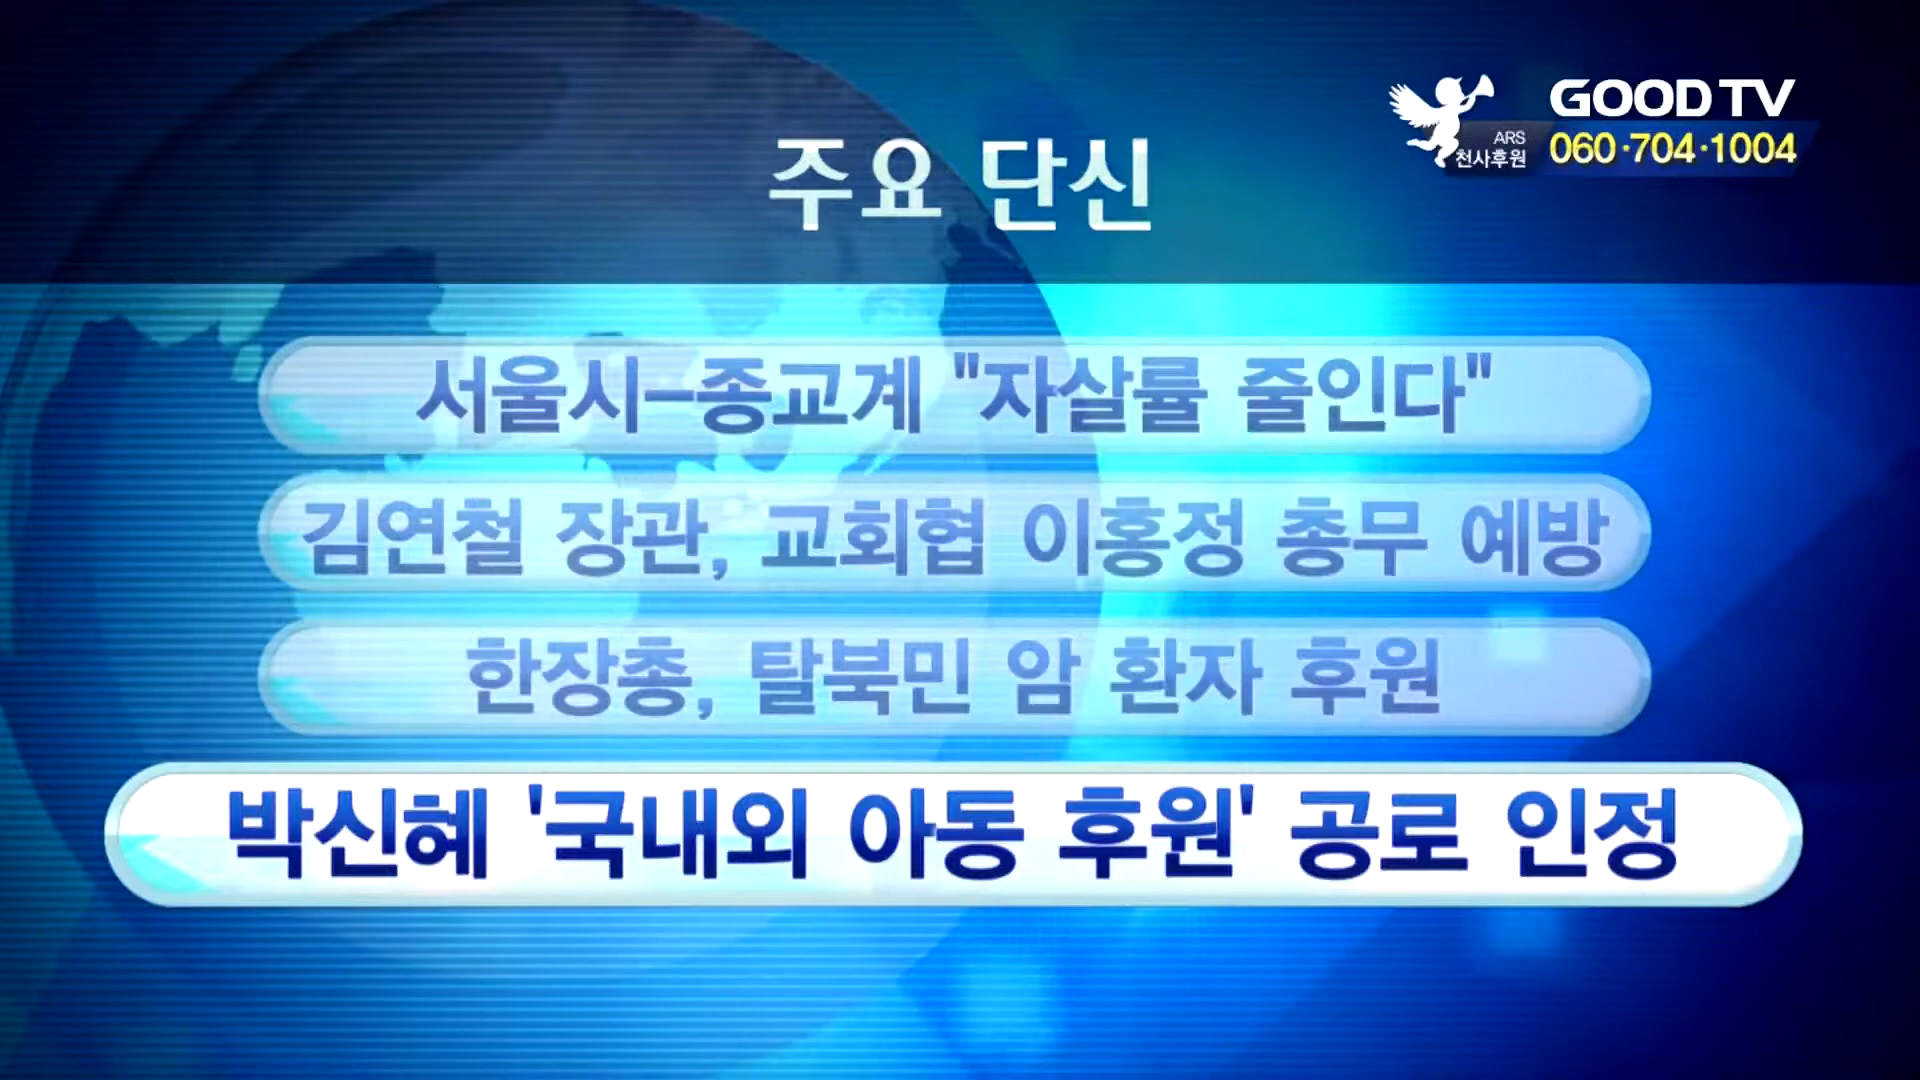 GOOD TV
ARS
천사후원
060·704·1004
주요 단신
서울시-종교계 "자살률 줄인다"
김연철 장관, 교회협 이홍정 총무 예방
한장총, 탈북민 암 환자 후원
박신혜 '국내외 아동 후원' 공로 인정